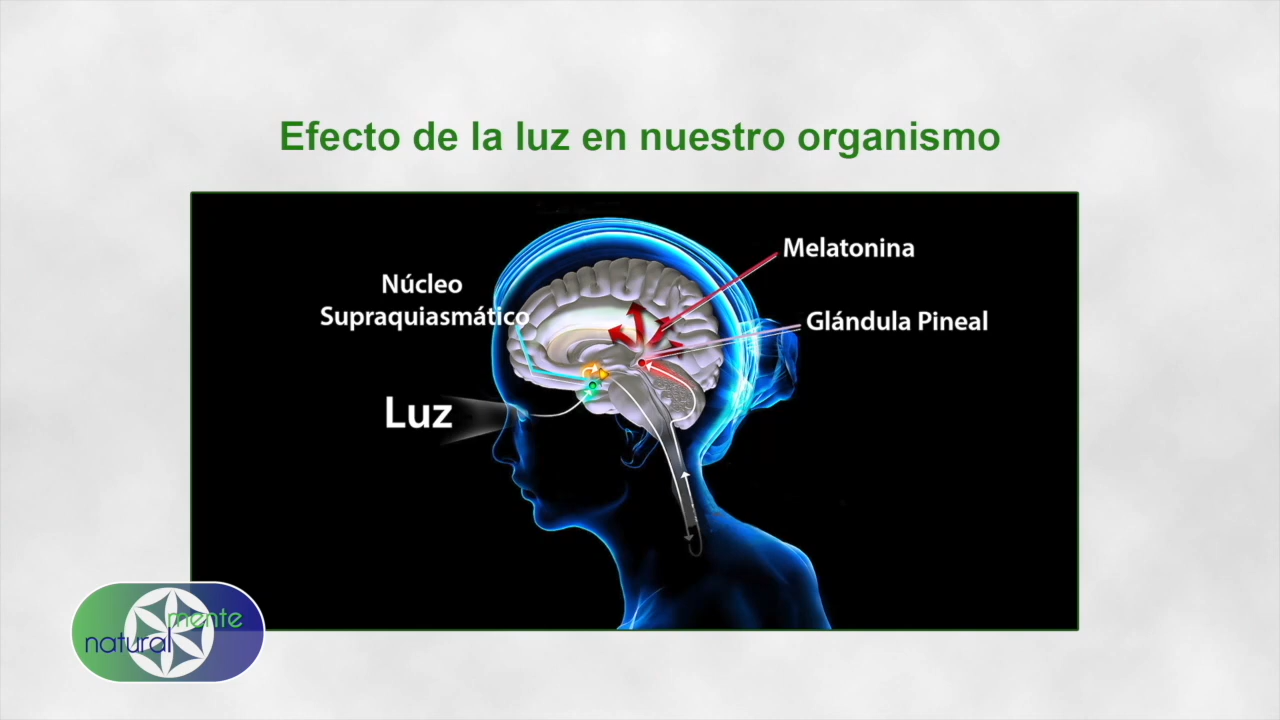 Efecto de la luz en nuestro organismo
Melatonina
Núcleo
Supraquiasmático
Glándula Pineal
Luz
mente
natural